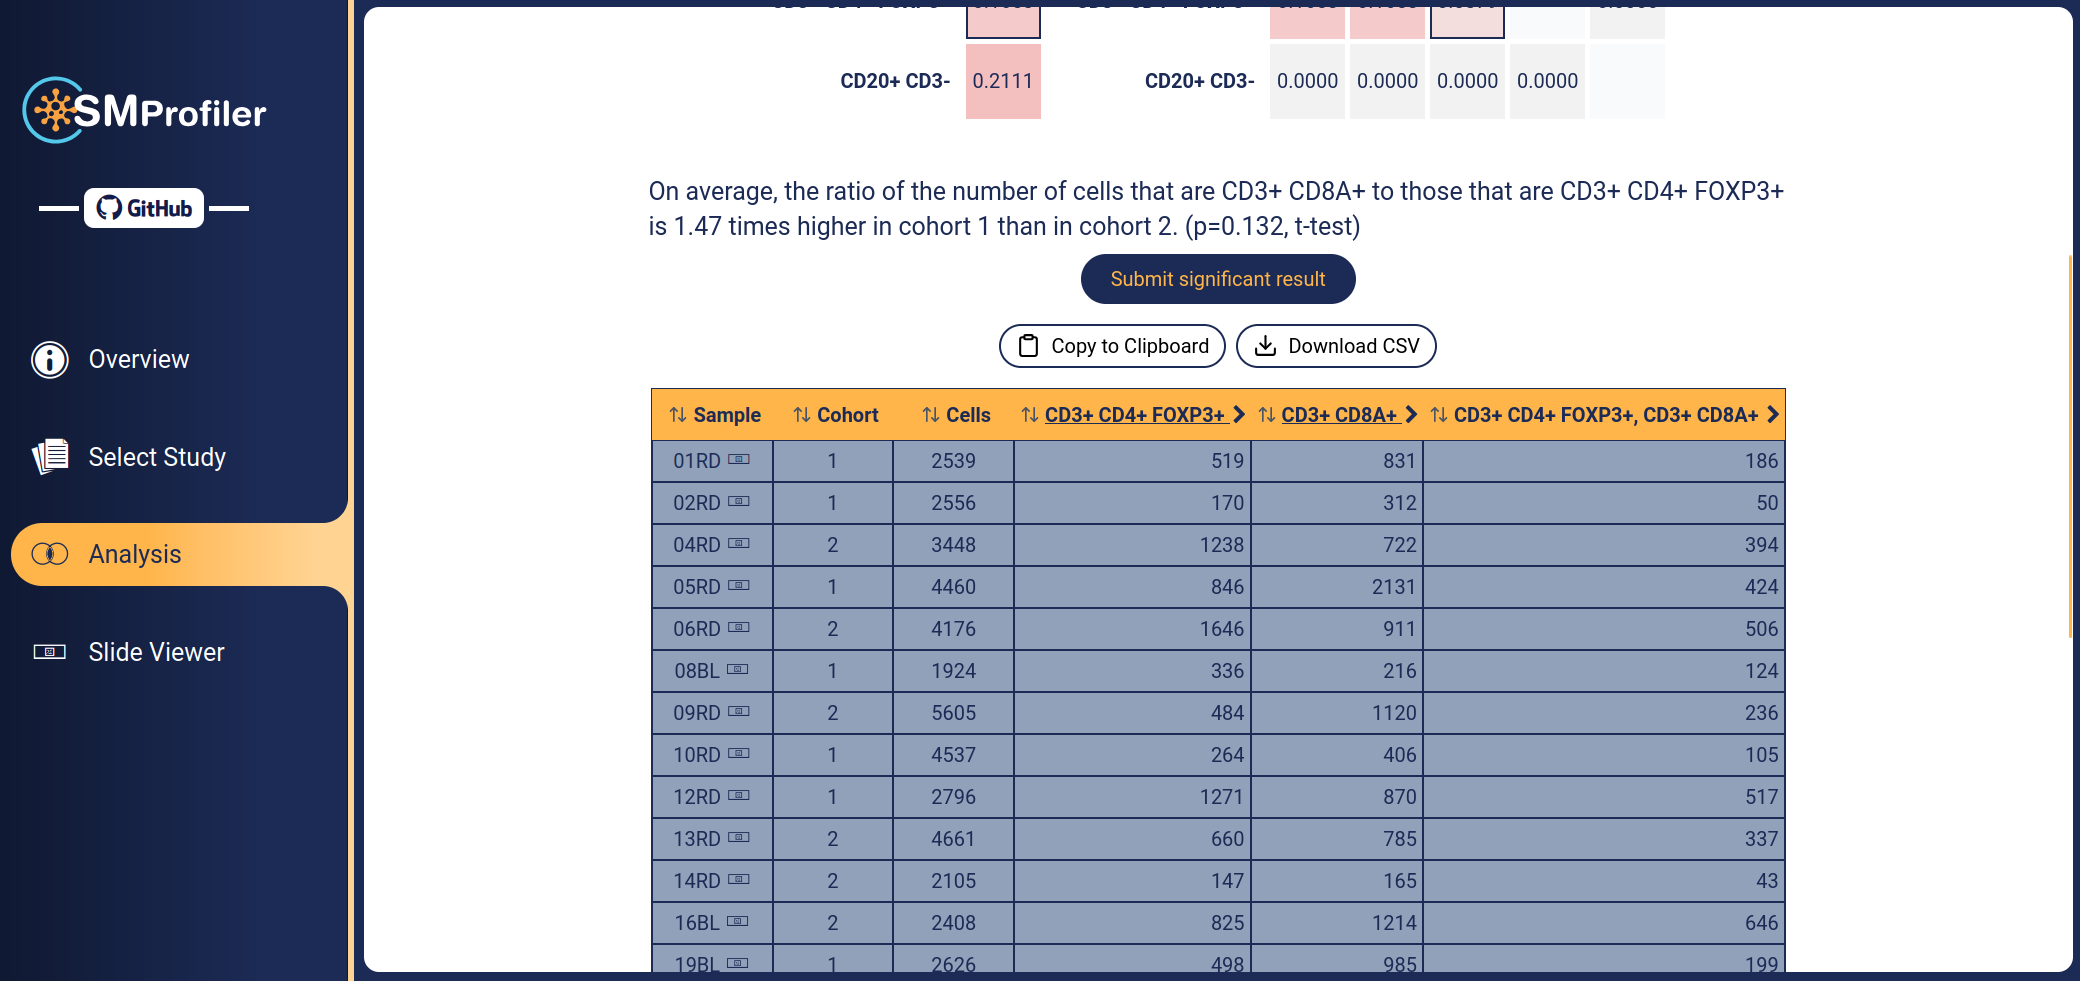 SMProfiler
GitHub
Overview
Select Study
Analysis
Slide Viewer
CD20+ CD3- 0.2111 CD20+ CD3- 0.0000 0.0000 0.0000 0.0000
On average, the ratio of the number of cells that are CD3+ CD8A+ to those that are CD3+ CD4+ FOXP3+
is 1.47 times higher in cohort 1 than in cohort 2. (p=0.132, t-test)
Submit significant result
Copy to Clipboard Download CSV
Sample Cohort Cells CD3+ CD4+ FOXP3+ CD3+ CD8A+ CD3+ CD4+ FOXP3+, CD3+ CD8A+
01RD 1 2539 519 831 186
02RD 1 2556 170 312 50
04RD 2 3448 1238 722 394
05RD 1 4460 846 2131 424
06RD 2 4176 1646 911 506
08BL 1 1924 336 216 124
09RD 2 5605 484 1120 236
10RD 1 4537 264 406 105
12RD 1 2796 1271 870 517
13RD 2 4661 660 785 337
14RD 2 2105 147 165 43
16BL 2 2408 825 1214 646
19BL 1 2626 498 985 199